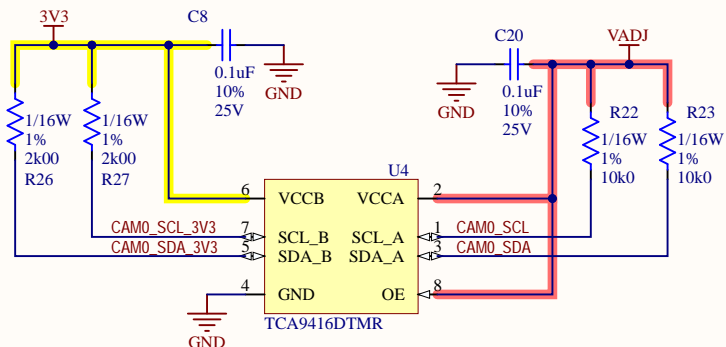 3V3
C8
0.1uF
10%
25V
GND
1/16W
1%
2k00
R26
1/16W
1%
2k00
R27
C20
0.1uF
10%
25V
GND
VADJ
R22
1/16W
1%
10k0
R23
1/16W
1%
10k0
U4
6 VCCB VCCA 2
CAM0_SCL_3V3 7 SCL_B SCL_A 1 CAM0_SCL
CAM0_SDA_3V3 5 SDA_B SDA_A 3 CAM0_SDA
4 GND OE 8
GND
TCA9416DTMR